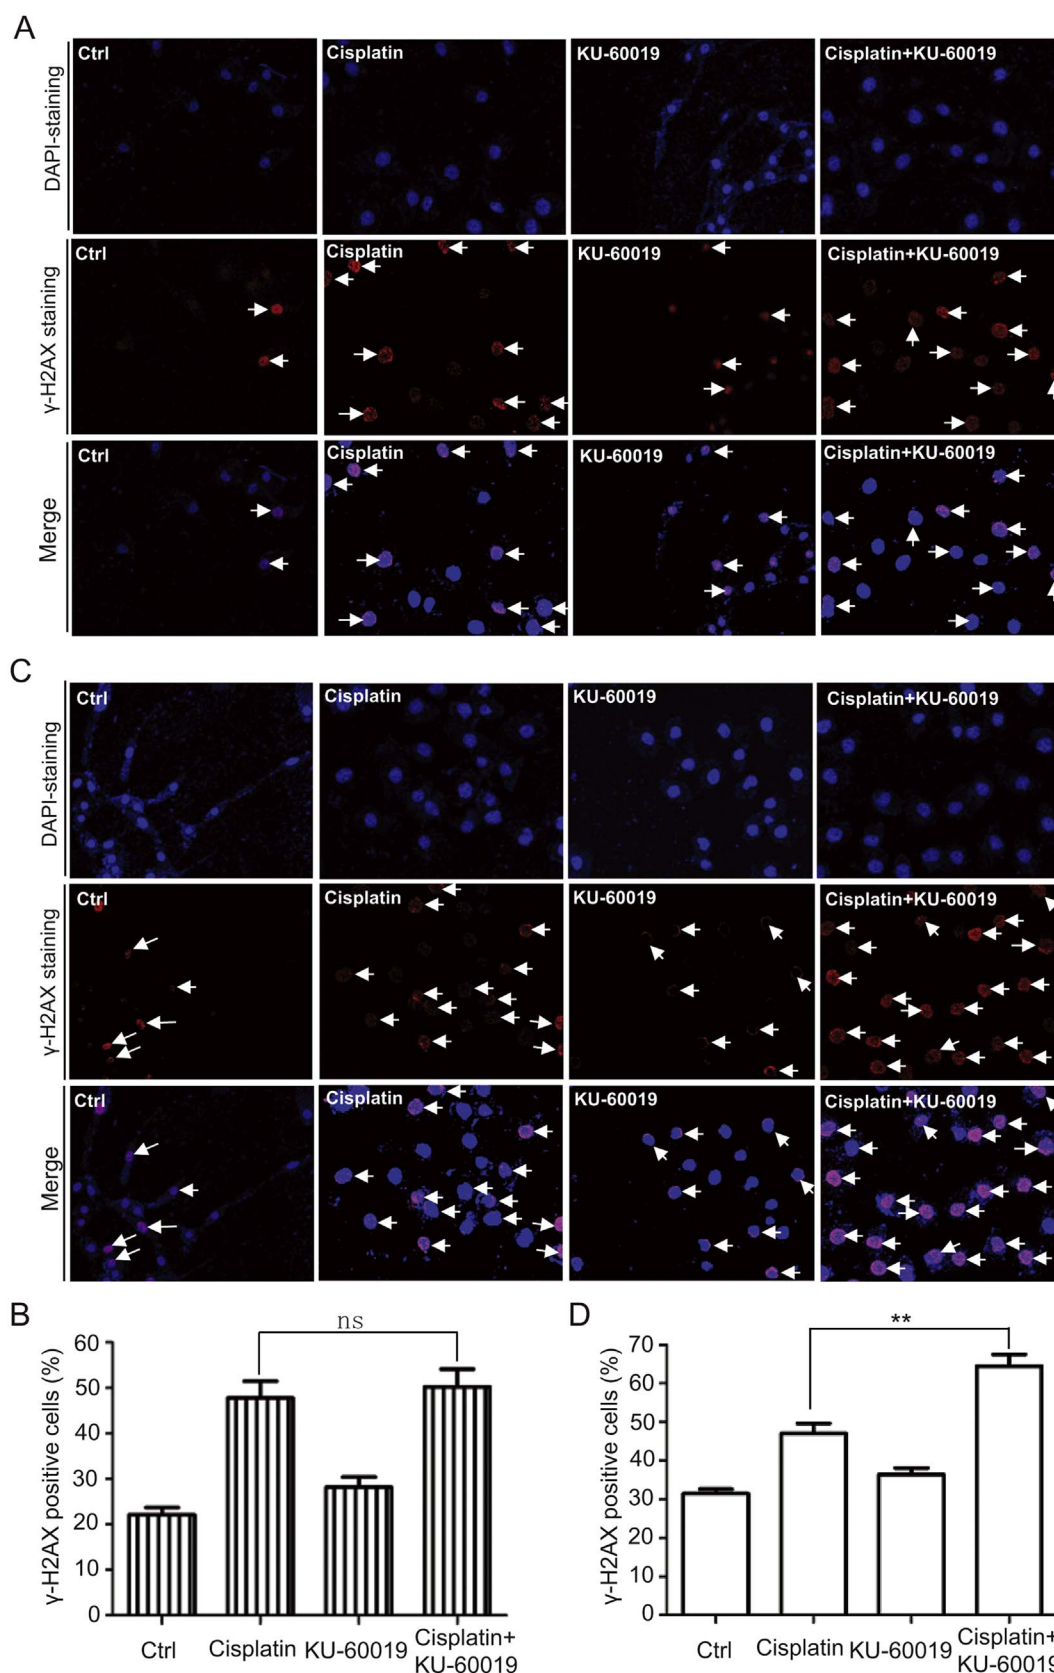 A
Ctrl
Cisplatin
KU-60019
Cisplatin+KU-60019
DAPI-staining
Ctrl
Cisplatin
KU-60019
Cisplatin+KU-60019
γ-H2AX staining
Ctrl
Cisplatin
KU-60019
Cisplatin+KU-60019
Merge
C
Ctrl
Cisplatin
KU-60019
Cisplatin+KU-60019
DAPI-staining
Ctrl
Cisplatin
KU-60019
Cisplatin+KU-60019
γ-H2AX staining
Ctrl
Cisplatin
KU-60019
Cisplatin+KU-60019
Merge
B
ns
γ-H2AX positive cells (%)
60
50
40
30
20
10
0
Ctrl
Cisplatin
KU-60019
Cisplatin+
KU-60019
D
**
γ-H2AX positive cells (%)
70
60
50
40
30
20
10
0
Ctrl
Cisplatin
KU-60019
Cisplatin+
KU-60019